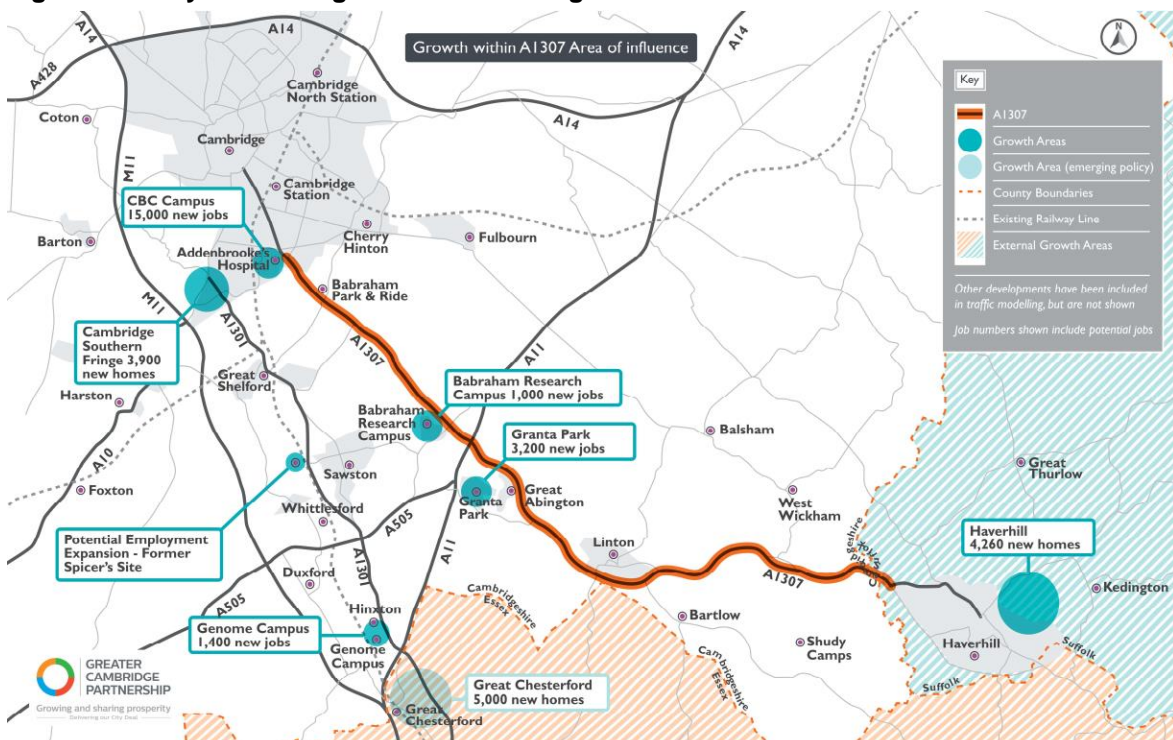 Growth within A1307 Area of influence
N
Key
A1307
Growth Areas
Growth Area (emerging policy)
County Boundaries
Existing Railway Line
External Growth Areas
Other developments have been included
in traffic modelling, but are not shown
Job numbers shown include potential jobs
A14
A14
A14
A14
A428
Cambridge
North Station
Coton
M11
Cambridge
Cambridge
Station
CBC Campus
15,000 new jobs
Cherry
Hinton
Fulbourn
Barton
Addenbrooke's
Hospital
Babraham
Park & Ride
M11
Cambridge
Southern
Fringe 3,900
new homes
A1301
A1307
A11
Great
Shelford
Harston
Babraham Research
Campus 1,000 new jobs
Babraham
Research
Campus
Granta Park
3,200 new jobs
Balsham
A10
Foxton
Sawston
Granta
Park
Great
Abington
West
Wickham
Great
Thurlow
Whittlesford
A505
A11
Potential Employment
Expansion - Former
Spicer's Site
A1301
Linton
Cambridgeshire
Suffolk
Haverhill
4,260 new homes
Duxford
A505
A1307
Kedington
Cambridgeshire
Essex
Hinxton
Bartlow
Genome Campus
1,400 new jobs
Genome
Campus
Shudy
Camps
Haverhill
Suffolk
Cambridgeshire
Essex
Suffolk
GREATER
CAMBRIDGE
PARTNERSHIP
Growing and sharing prosperity
Delivering our City Deal
Great Chesterford
5,000 new homes
Great
Chesterford